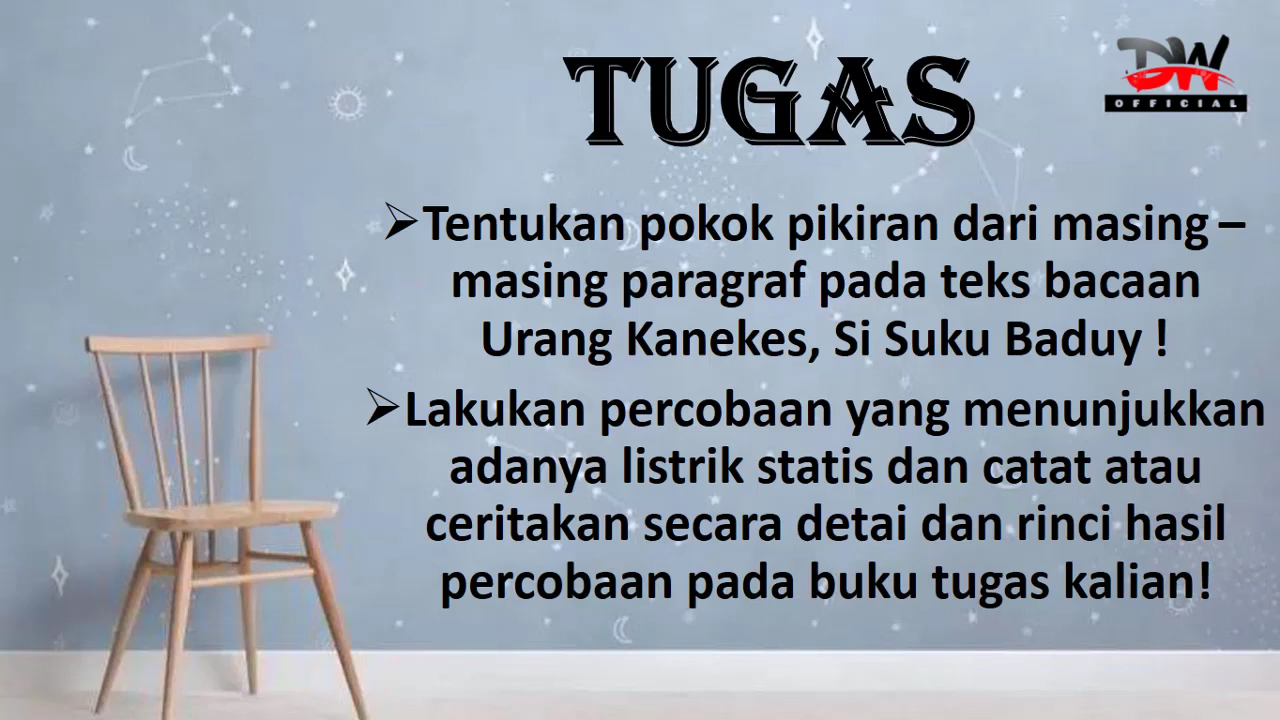 TUGAS
DW
OFFICIAL
➢Tentukan pokok pikiran dari masing –
masing paragraf pada teks bacaan
Urang Kanekes, Si Suku Baduy !
➢Lakukan percobaan yang menunjukkan
adanya listrik statis dan catat atau
ceritakan secara detai dan rinci hasil
percobaan pada buku tugas kalian!